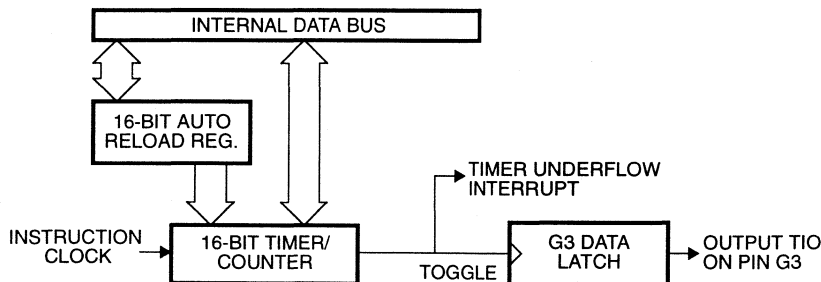 INTERNAL DATA BUS
16-BIT AUTO
RELOAD REG.
TIMER UNDERFLOW
INTERRUPT
INSTRUCTION
CLOCK
16-BIT TIMER/
COUNTER
TOGGLE
G3 DATA
LATCH
OUTPUT TIO
ON PIN G3